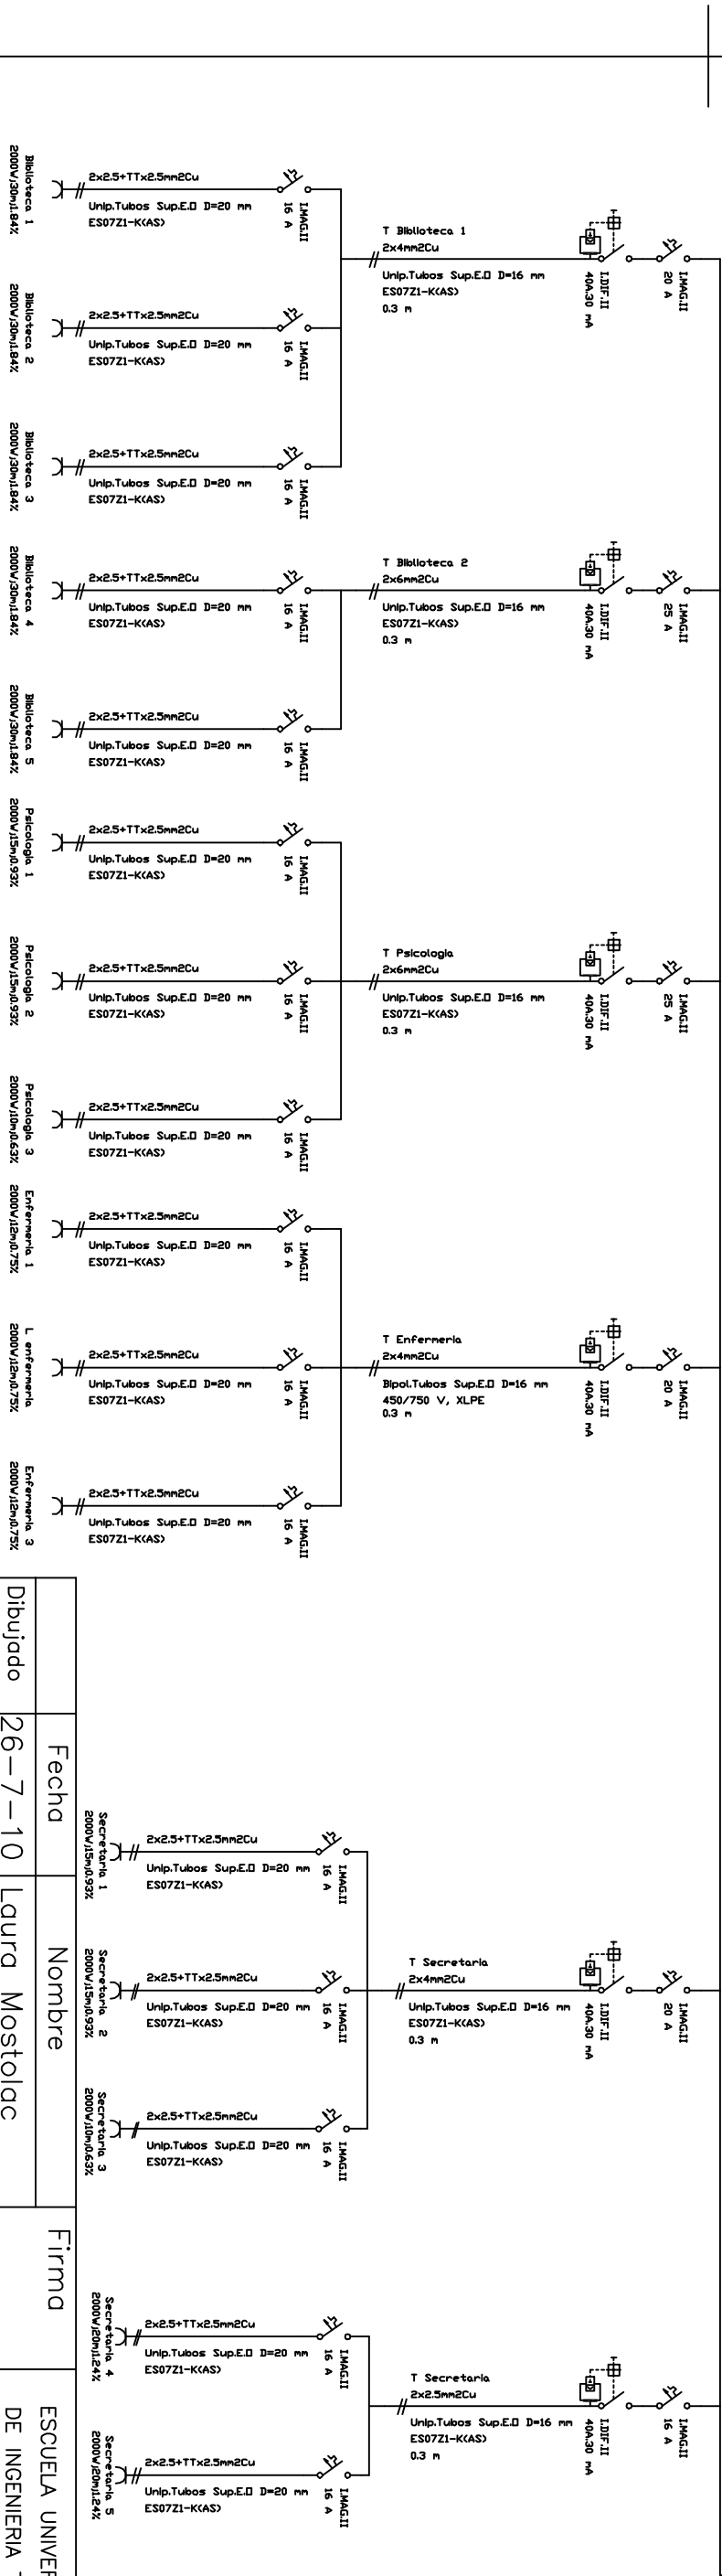 I.MAG.II
20 A
I.DIF.II
40A.30 mA
T Biblioteca 1
2x4mm2Cu
Unip.Tubos Sup.E.O D=16 mm
ES07Z1-K(AS)
0.3 m
I.MAG.II
16 A
2x2.5+TTx2.5mm2Cu
Unip.Tubos Sup.E.O D=20 mm
ES07Z1-K(AS)
Biblioteca 1
2000W;30m;1.84%
I.MAG.II
16 A
2x2.5+TTx2.5mm2Cu
Unip.Tubos Sup.E.O D=20 mm
ES07Z1-K(AS)
Biblioteca 2
2000W;30m;1.84%
I.MAG.II
16 A
2x2.5+TTx2.5mm2Cu
Unip.Tubos Sup.E.O D=20 mm
ES07Z1-K(AS)
Biblioteca 3
2000W;30m;1.84%
I.MAG.II
25 A
I.DIF.II
40A.30 mA
T Biblioteca 2
2x6mm2Cu
Unip.Tubos Sup.E.O D=16 mm
ES07Z1-K(AS)
0.3 m
I.MAG.II
16 A
2x2.5+TTx2.5mm2Cu
Unip.Tubos Sup.E.O D=20 mm
ES07Z1-K(AS)
Biblioteca 4
2000W;30m;1.84%
I.MAG.II
16 A
2x2.5+TTx2.5mm2Cu
Unip.Tubos Sup.E.O D=20 mm
ES07Z1-K(AS)
Biblioteca 5
2000W;30m;1.84%
I.MAG.II
25 A
I.DIF.II
40A.30 mA
T Psicologia
2x6mm2Cu
Unip.Tubos Sup.E.O D=16 mm
ES07Z1-K(AS)
0.3 m
I.MAG.II
16 A
2x2.5+TTx2.5mm2Cu
Unip.Tubos Sup.E.O D=20 mm
ES07Z1-K(AS)
Psicologia 1
2000W;15m;0.93%
I.MAG.II
16 A
2x2.5+TTx2.5mm2Cu
Unip.Tubos Sup.E.O D=20 mm
ES07Z1-K(AS)
Psicologia 2
2000W;15m;0.93%
I.MAG.II
16 A
2x2.5+TTx2.5mm2Cu
Unip.Tubos Sup.E.O D=20 mm
ES07Z1-K(AS)
Psicologia 3
2000W;10m;0.63%
I.MAG.II
20 A
I.DIF.II
40A.30 mA
T Enfermeria
2x4mm2Cu
Bipol.Tubos Sup.E.O D=16 mm
450/750 V, XLPE
0.3 m
I.MAG.II
16 A
2x2.5+TTx2.5mm2Cu
Unip.Tubos Sup.E.O D=20 mm
ES07Z1-K(AS)
Enfermeria 1
2000W;12m;0.75%
I.MAG.II
16 A
2x2.5+TTx2.5mm2Cu
Unip.Tubos Sup.E.O D=20 mm
ES07Z1-K(AS)
L enfermeria
2000W;12m;0.75%
I.MAG.II
16 A
2x2.5+TTx2.5mm2Cu
Unip.Tubos Sup.E.O D=20 mm
ES07Z1-K(AS)
Enfermeria 3
2000W;12m;0.75%
I.MAG.II
20 A
I.DIF.II
40A.30 mA
T Secretaria
2x4mm2Cu
Unip.Tubos Sup.E.O D=16 mm
ES07Z1-K(AS)
0.3 m
I.MAG.II
16 A
2x2.5+TTx2.5mm2Cu
Unip.Tubos Sup.E.O D=20 mm
ES07Z1-K(AS)
Secretaria 1
2000W;15m;0.93%
I.MAG.II
16 A
2x2.5+TTx2.5mm2Cu
Unip.Tubos Sup.E.O D=20 mm
ES07Z1-K(AS)
Secretaria 2
2000W;15m;0.93%
I.MAG.II
16 A
2x2.5+TTx2.5mm2Cu
Unip.Tubos Sup.E.O D=20 mm
ES07Z1-K(AS)
Secretaria 3
2000W;10m;0.63%
I.MAG.II
16 A
I.DIF.II
40A.30 mA
T Secretaria
2x2.5mm2Cu
Unip.Tubos Sup.E.O D=16 mm
ES07Z1-K(AS)
0.3 m
I.MAG.II
16 A
2x2.5+TTx2.5mm2Cu
Unip.Tubos Sup.E.O D=20 mm
ES07Z1-K(AS)
Secretaria 4
2000W;20m;1.24%
I.MAG.II
16 A
2x2.5+TTx2.5mm2Cu
Unip.Tubos Sup.E.O D=20 mm
ES07Z1-K(AS)
Secretaria 5
2000W;20m;1.24%
Fecha Nombre Firma
Dibujado 26-7-10 Laura Mostolac
ESCUELA UNIVER
DE INGENIERIA